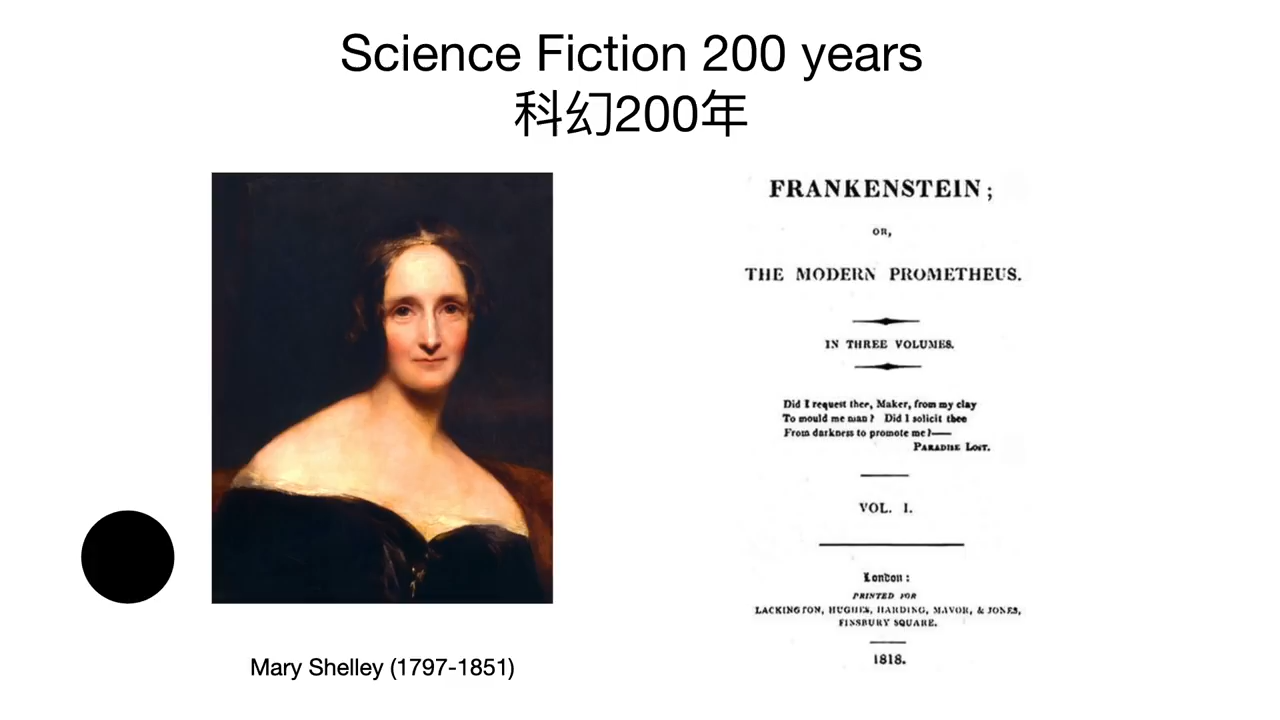 Science Fiction 200 years
科幻200年
FRANKENSTEIN;
OR,
THE MODERN PROMETHEUS.
IN THREE VOLUMES.
Did I request thee, Maker, from my clay
To mould me man? Did I solicit thee
From darkness to promote me?—
PARADISE LOST.
VOL. I.
London:
PRINTED FOR
LACKINGTON, HUGHES, HARDING, MAVOR, & JONES,
FINSBURY SQUARE.
1818.
Mary Shelley (1797-1851)